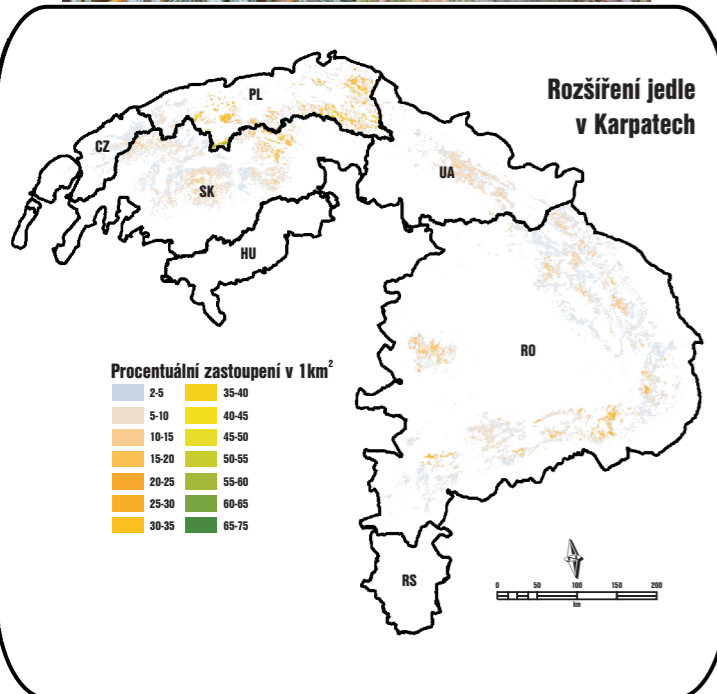 Rozšíření jedle
v Karpatech
PL
CZ
UA
SK
HU
RO
RS
Procentuální zastoupení v 1km²
2-5
5-10
10-15
15-20
20-25
25-30
30-35
35-40
40-45
45-50
50-55
55-60
60-65
65-75
0 50 100 150 200
km